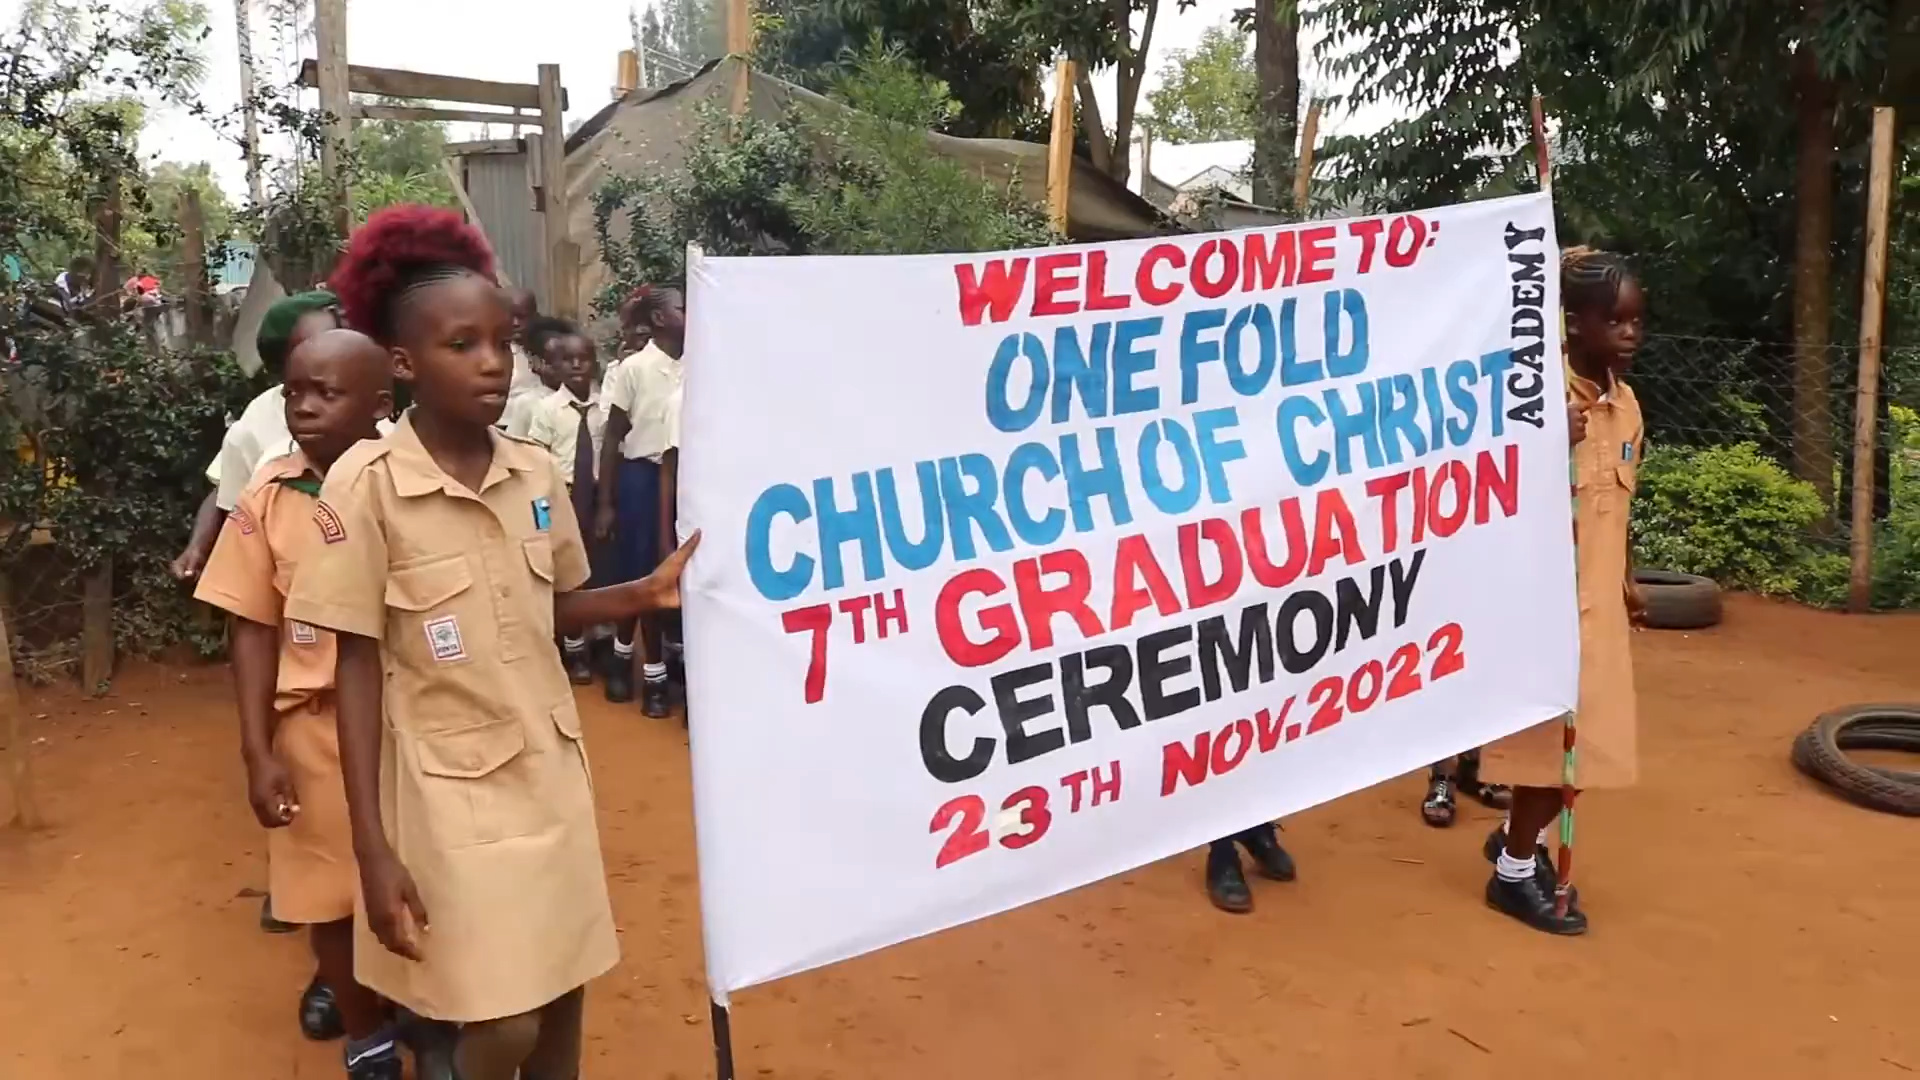 WELCOME TO:
ONE FOLD
CHURCH OF CHRIST
ACADEMY
7TH GRADUATION
CEREMONY
23TH NOV.2022